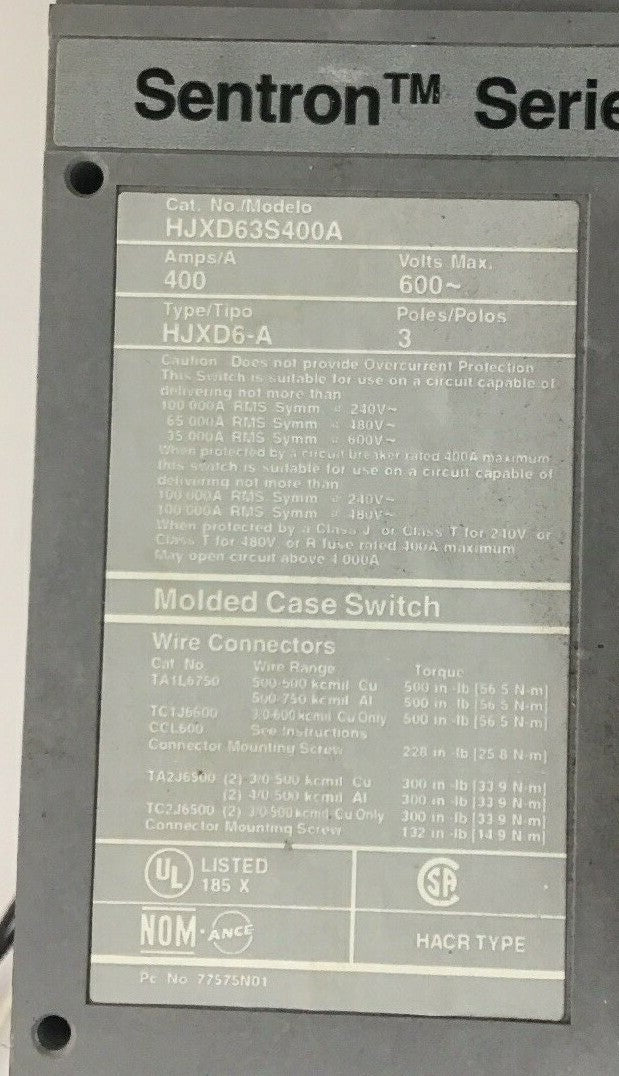 Sentron™ Serie
Cat. No./Modelo
HJXD63S400A
Amps/A Volts Max.
400 600~
Type/Tipo Poles/Polos
HJXD6-A 3
Caution Does not provide Overcurrent Protection
This Switch is suitable for use on a circuit capable of
delivering not more than
100 000A RMS Symm 240V~
65 000A RMS Symm 480V~
35 000A RMS Symm 600V~
When protected by a circuit breaker rated 400A maximum
this switch is suitable for use on a circuit capable of
delivering not more than
100 000A RMS Symm 240V~
100 000A RMS Symm 480V~
When protected by a Class J or Class T for 240V or
Class T for 480V or R fuse rated 400A maximum
May open circuit above 4 000A
Molded Case Switch
Wire Connectors
Cat No Wire Range Torque
TA1L6750 500-600 kcmil Cu 500 in -lb [56 5 N·m]
500-750 kcmil Al 500 in -lb [56 5 N·m]
TC1J6600 3/0-600 kcmil Cu Only 500 in -lb [56 5 N·m]
CCL600 See Instructions
Connector Mounting Screw 228 in -lb [25 8 N·m]
TA2J6500 (2) 3/0-500 kcmil Cu 300 in -lb [33 9 N·m]
(2) 4/0-500 kcmil Al 300 in -lb [33 9 N·m]
TC2J6500 (2) 3/0-500 kcmil Cu Only 300 in -lb [33 9 N·m]
Connector Mounting Screw 132 in -lb [14 9 N·m]
UL LISTED
185 X
SA
NOM·ANCE HACR TYPE
Pc No 77575N01